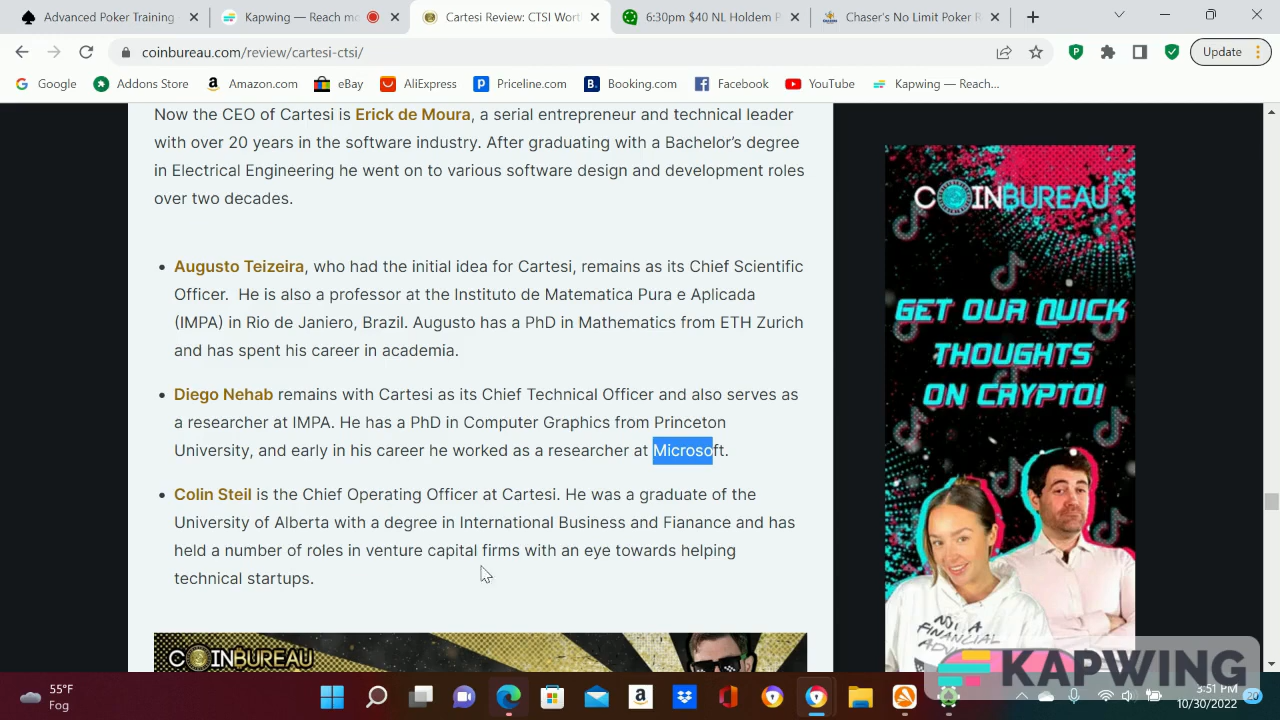 Advanced Poker Training
Kapwing — Reach mo
Cartesi Review: CTSI Wort
6:30pm $40 NL Holdem P
Chaser's No Limit Poker R
coinbureau.com/review/cartesi-ctsi/
Update
Google
Addons Store
Amazon.com
eBay
AliExpress
Priceline.com
Booking.com
Facebook
YouTube
Kapwing — Reach...
Now the CEO of Cartesi is Erick de Moura, a serial entrepreneur and technical leader
with over 20 years in the software industry. After graduating with a Bachelor's degree
in Electrical Engineering he went on to various software design and development roles
over two decades.
• Augusto Teizeira, who had the initial idea for Cartesi, remains as its Chief Scientific
Officer. He is also a professor at the Instituto de Matematica Pura e Aplicada
(IMPA) in Rio de Janiero, Brazil. Augusto has a PhD in Mathematics from ETH Zurich
and has spent his career in academia.
• Diego Nehab remains with Cartesi as its Chief Technical Officer and also serves as
a researcher at IMPA. He has a PhD in Computer Graphics from Princeton
University, and early in his career he worked as a researcher at Microsoft.
• Colin Steil is the Chief Operating Officer at Cartesi. He was a graduate of the
University of Alberta with a degree in International Business and Fianance and has
held a number of roles in venture capital firms with an eye towards helping
technical startups.
COINBUREAU
COINBUREAU
GET OUR QUICK
THOUGHTS
ON CRYPTO!
NOT A
FINANCIAL
KAPWING
55°F
Fog
3:51 PM
10/30/2022
20